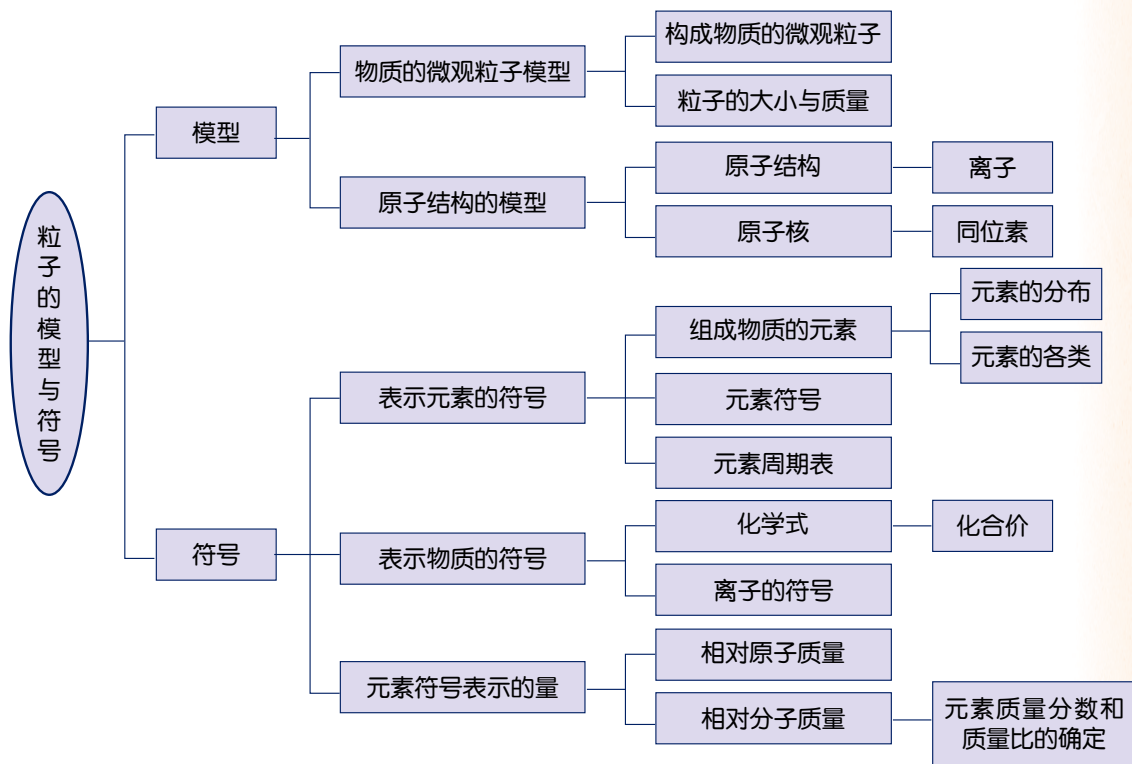 粒子的模型与符号
模型
物质的微观粒子模型
构成物质的微观粒子
粒子的大小与质量
原子结构的模型
原子结构
离子
原子核
同位素
符号
表示元素的符号
组成物质的元素
元素的分布
元素的各类
元素符号
元素周期表
表示物质的符号
化学式
化合价
离子的符号
元素符号表示的量
相对原子质量
相对分子质量
元素质量分数和
质量比的确定